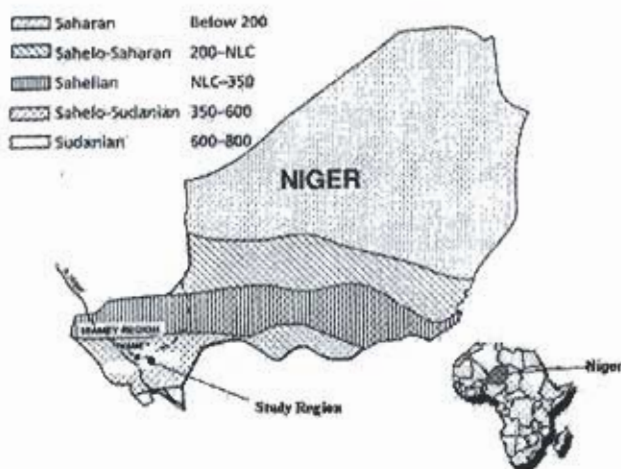 Saharan Below 200
Sahelo-Saharan 200-NLC
Sahelian NLC-350
Sahelo-Sudanian 350-600
Sudanian 600-800
NIGER
NIAMEY REGION
Study Region
Niger